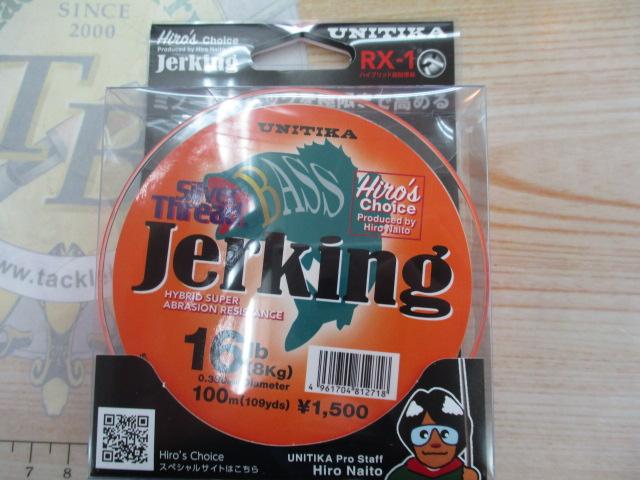 SINCE
2000
www.tackle
7 8
Hiro's Choice
Produced by Hiro Naito
Jerking
UNITIKA
RX-1
UNITIKA
Silver
Thread
BASS
Hiro's
Choice
Produced by
Hiro Naito
Jerking
HYBRID SUPER
ABRASION RESISTANCE
16lb
(8Kg)
100m(109yds) ¥1,500
4 961704 812718
Hiro's Choice
スペシャルサイトはこちら
UNITIKA Pro Staff
Hiro Naito